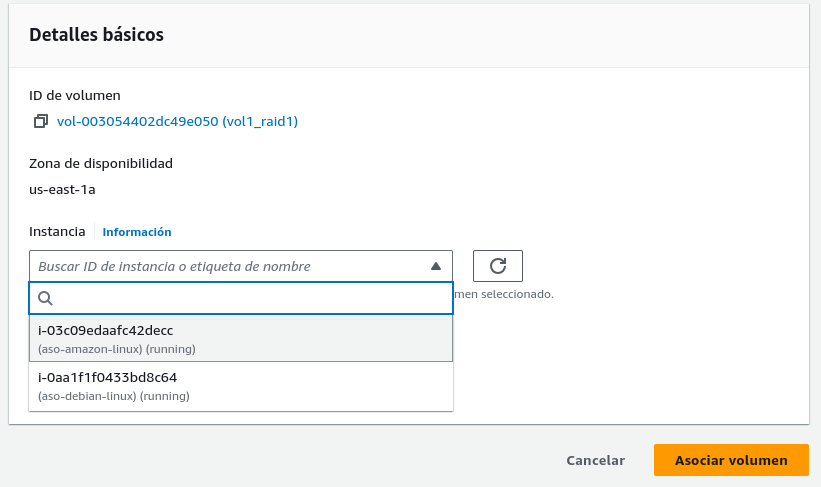 Detalles básicos
ID de volumen
vol-003054402dc49e050 (vol1_raid1)
Zona de disponibilidad
us-east-1a
Instancia Información
Buscar ID de instancia o etiqueta de nombre
men seleccionado.
i-03c09edaafc42decc
(aso-amazon-linux) (running)
i-0aa1f1f0433bd8c64
(aso-debian-linux) (running)
Cancelar Asociar volumen